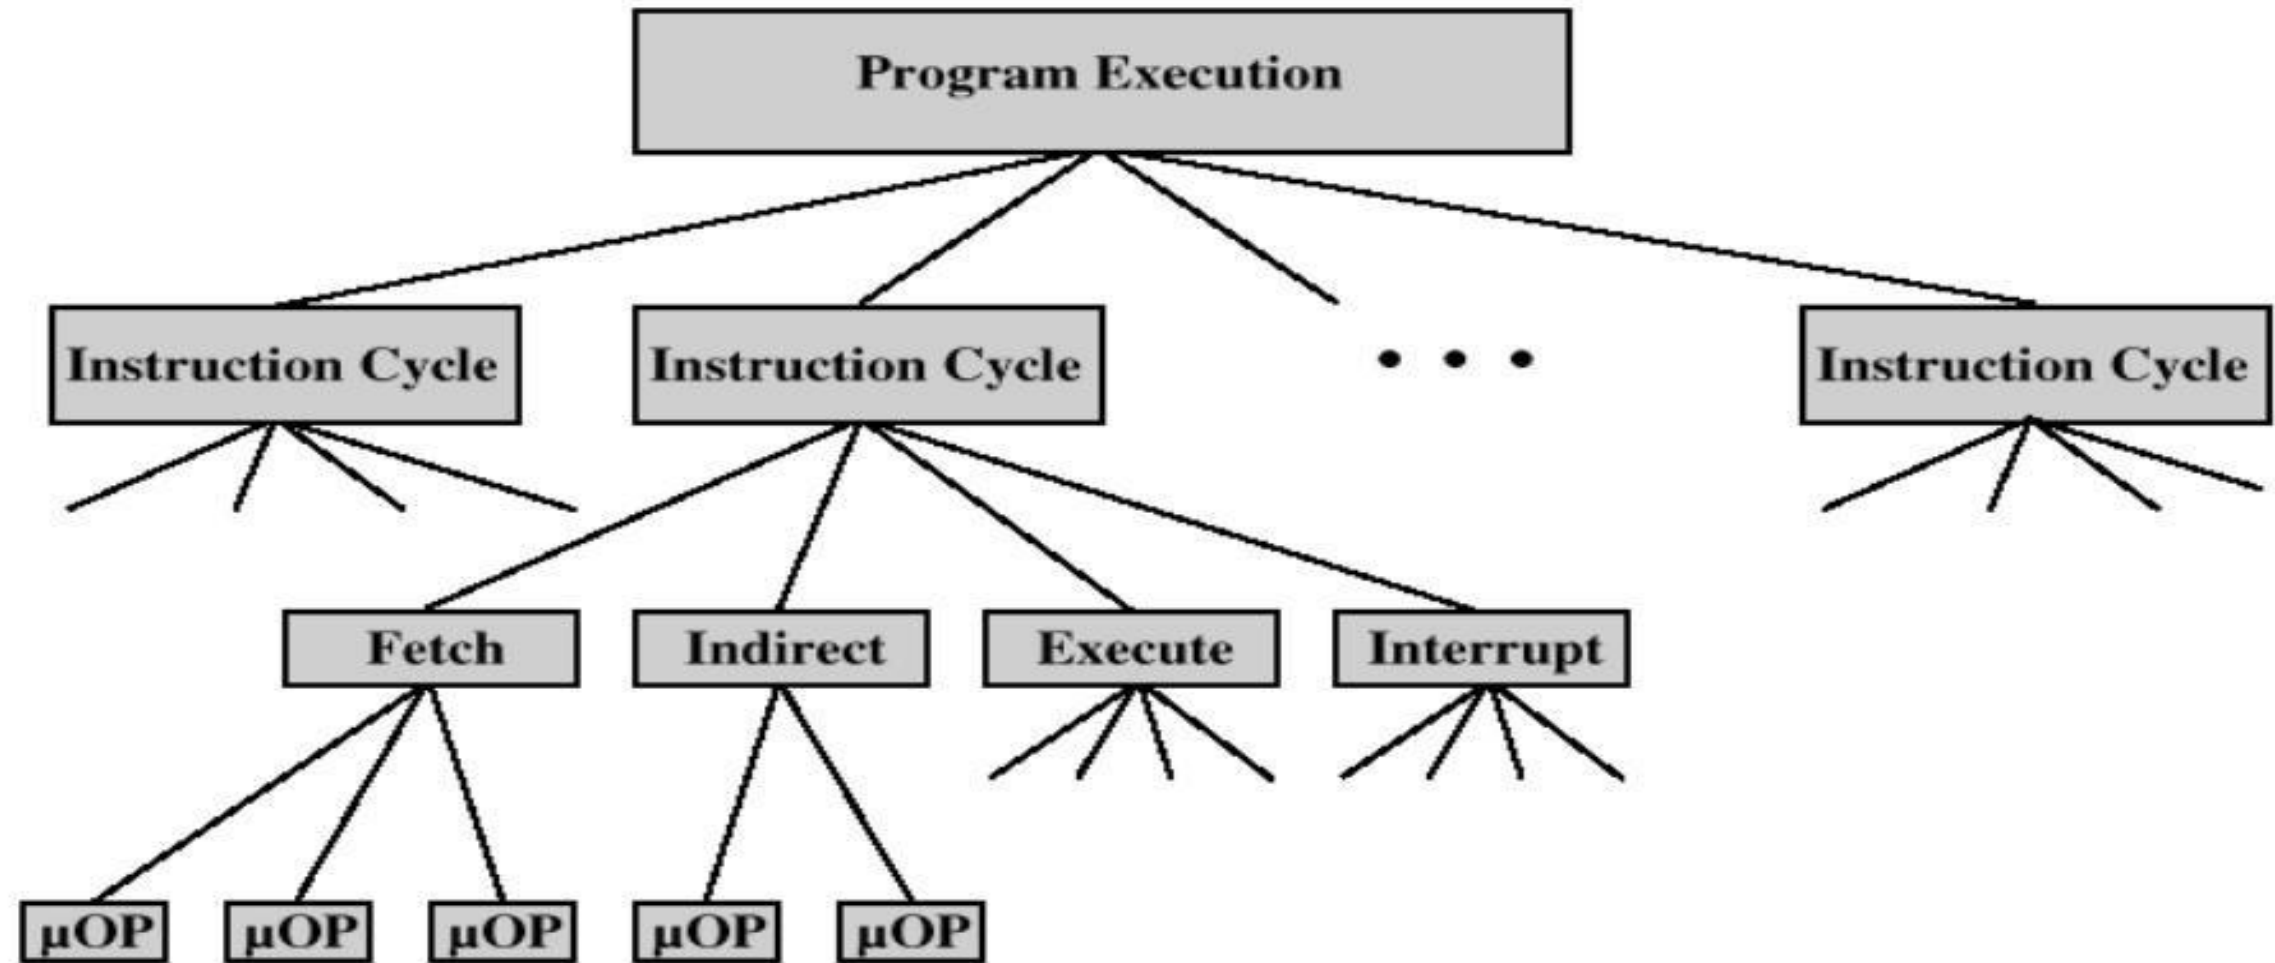 Program Execution
Instruction Cycle
Instruction Cycle
• • •
Instruction Cycle
Fetch
Indirect
Execute
Interrupt
µOP
µOP
µOP
µOP
µOP